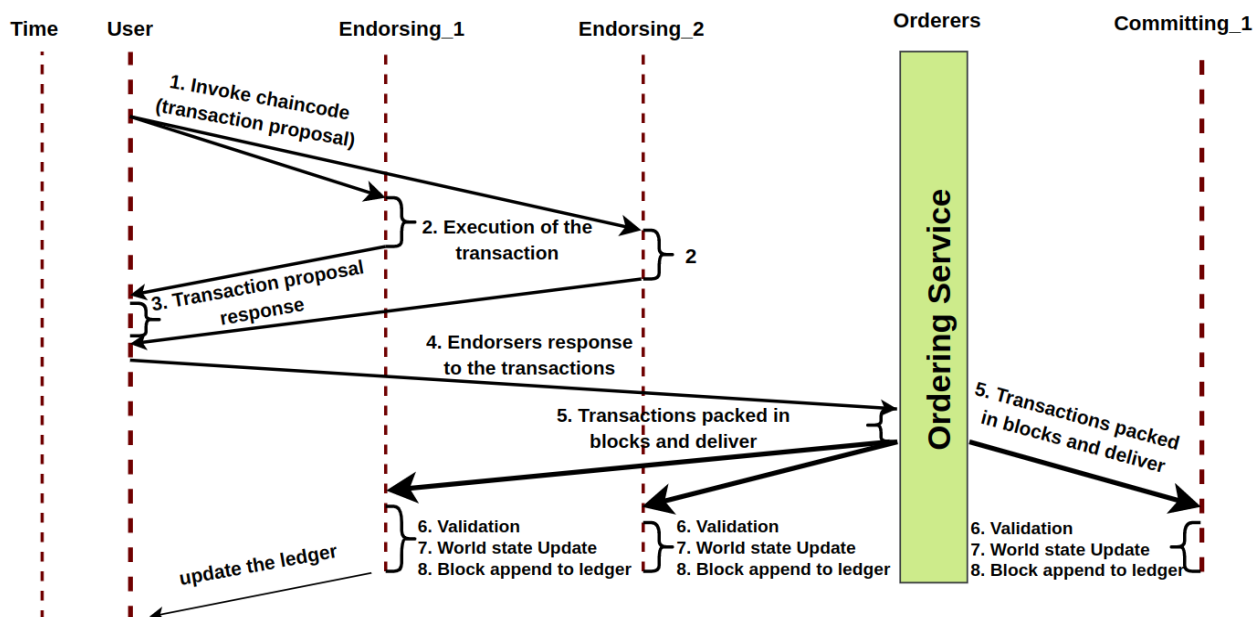 Time
User
Endorsing_1
Endorsing_2
Orderers
Committing_1
1. Invoke chaincode
(transaction proposal)
2. Execution of the
transaction
2
3. Transaction proposal
response
4. Endorsers response
to the transactions
Ordering Service
5. Transactions packed in
blocks and deliver
5. Transactions packed
in blocks and deliver
6. Validation
7. World state Update
8. Block append to ledger
6. Validation
7. World state Update
8. Block append to ledger
6. Validation
7. World state Update
8. Block append to ledger
update the ledger